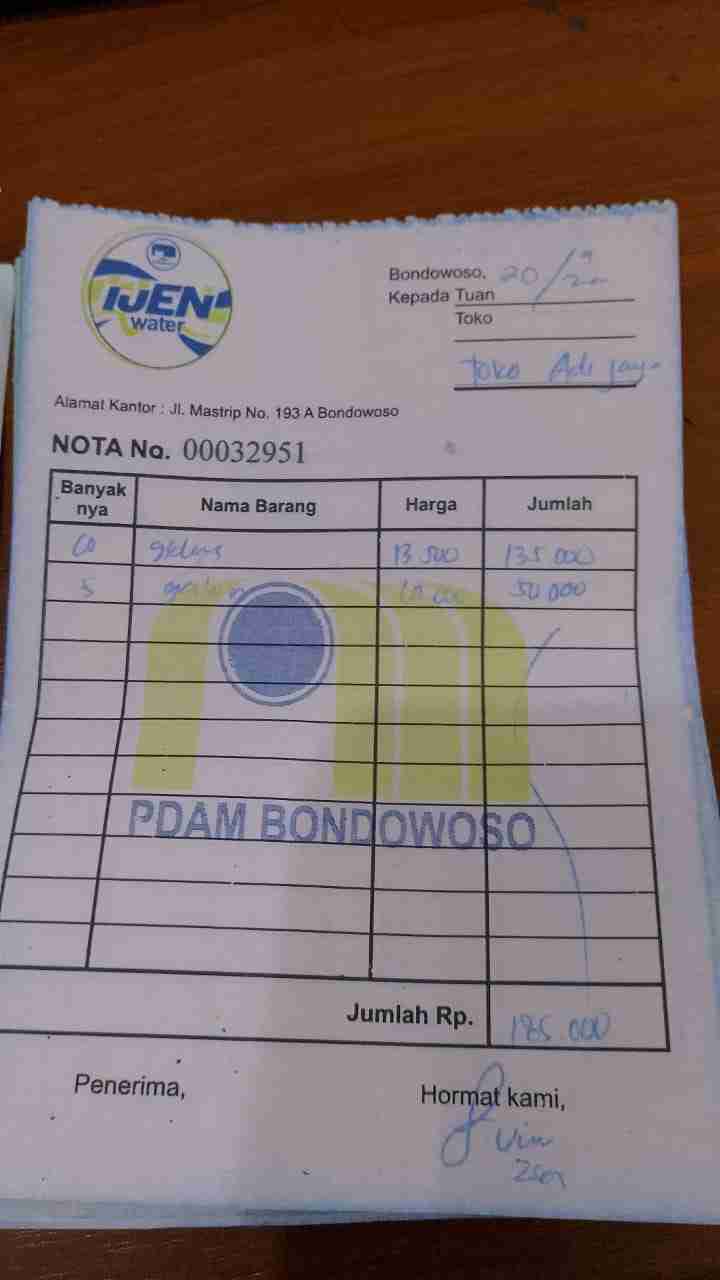 IJEN
water
Bondowoso, 20/9/20
Kepada Tuan
Toko
Toko Adi jaya
Alamat Kantor : Jl. Mastrip No. 193 A Bondowoso
NOTA No. 00032951
Banyak nya Nama Barang Harga Jumlah
10 gelas 13.500 135.000
5 galon 10.000 50.000
PDAM BONDOWOSO
Jumlah Rp. 185.000
Penerima, Hormat kami,